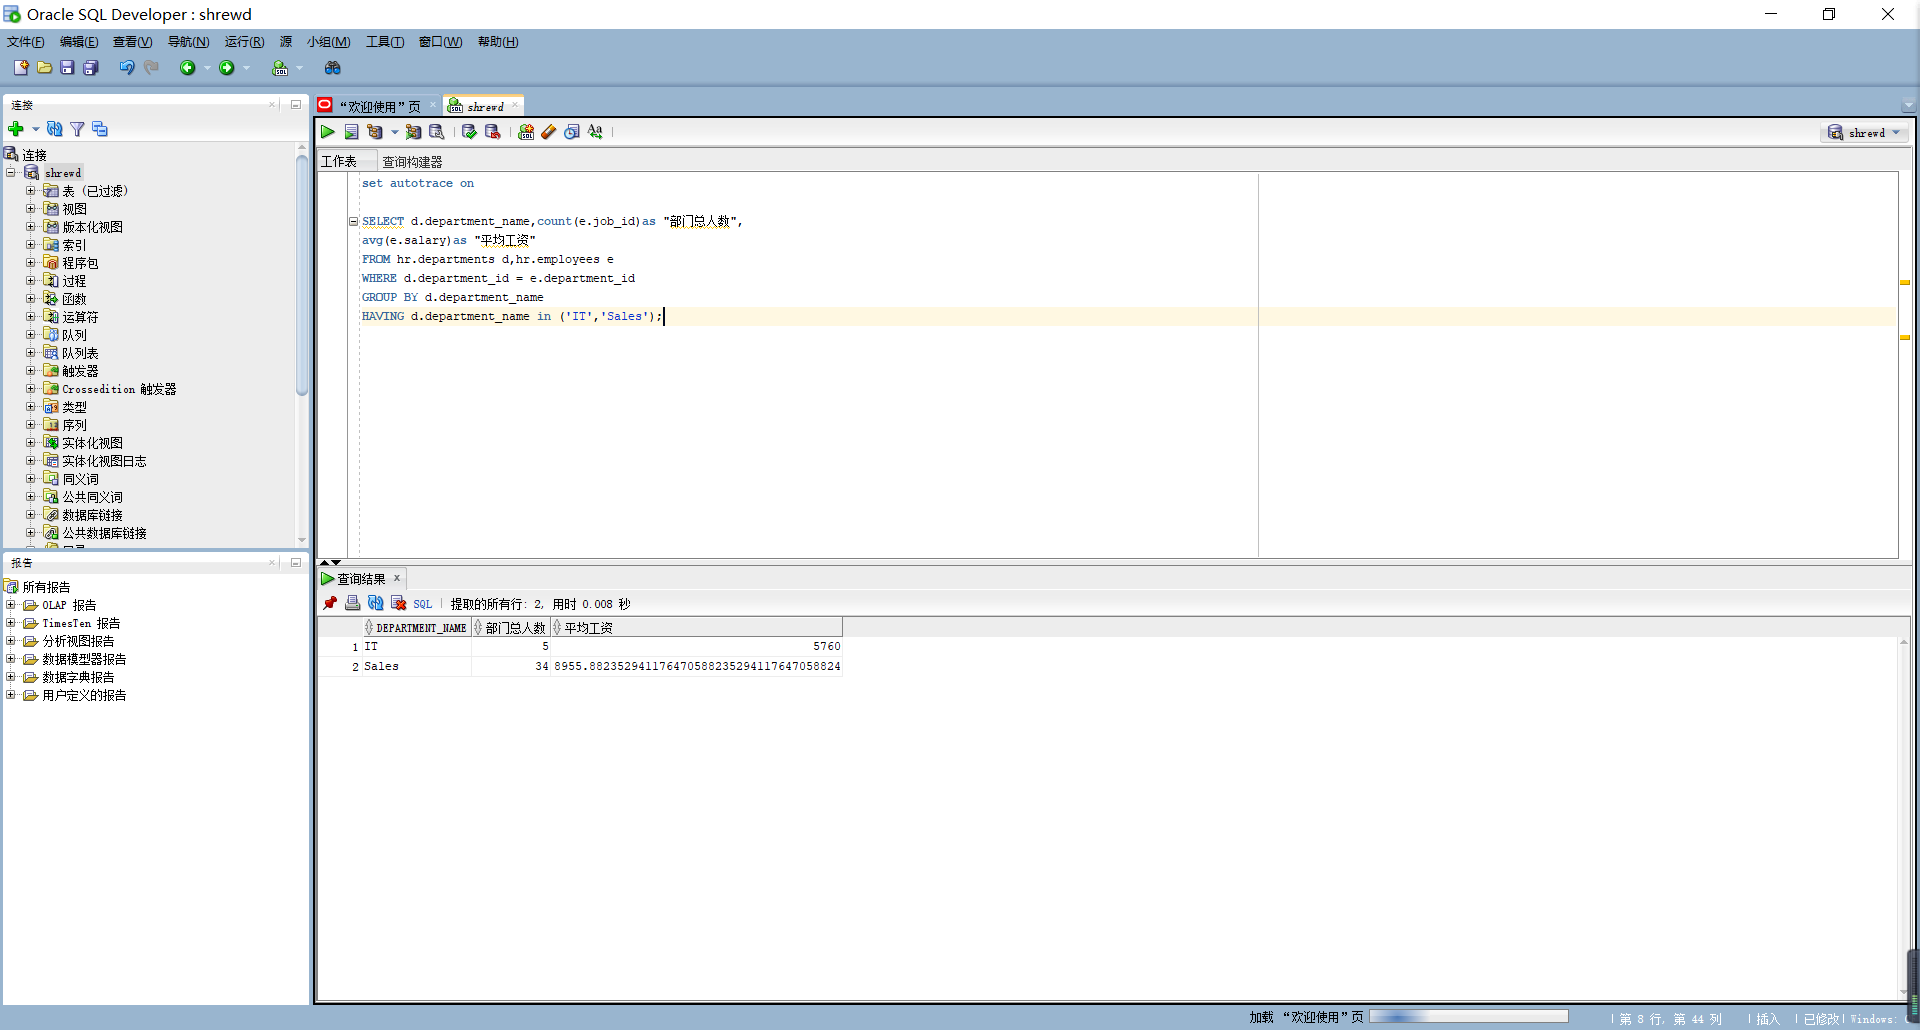 Oracle SQL Developer : shrewd
文件(F) 编辑(E) 查看(V) 导航(N) 运行(R) 源 小组(M) 工具(T) 窗口(W) 帮助(H)
连接
连接
shrewd
表 (已过滤)
视图
版本化视图
索引
程序包
过程
函数
运算符
队列
队列表
触发器
Crossedition 触发器
类型
序列
实体化视图
实体化视图日志
同义词
公共同义词
数据库链接
公共数据库链接
报告
所有报告
OLAP 报告
TimesTen 报告
分析视图报告
数据模型器报告
数据字典报告
用户定义的报告
“欢迎使用”页 shrewd
shrewd
工作表 查询构建器
set autotrace on
SELECT d.department_name,count(e.job_id)as "部门总人数",
avg(e.salary)as "平均工资"
FROM hr.departments d,hr.employees e
WHERE d.department_id = e.department_id
GROUP BY d.department_name
HAVING d.department_name in ('IT','Sales');
查询结果
SQL 提取的所有行: 2, 用时 0.008 秒
DEPARTMENT_NAME 部门总人数 平均工资
1 IT 5 5760
2 Sales 34 8955.88235294117647058823529411764705882​4
加载 “欢迎使用”页
第 8 行, 第 44 列 插入 已修改 Windows: